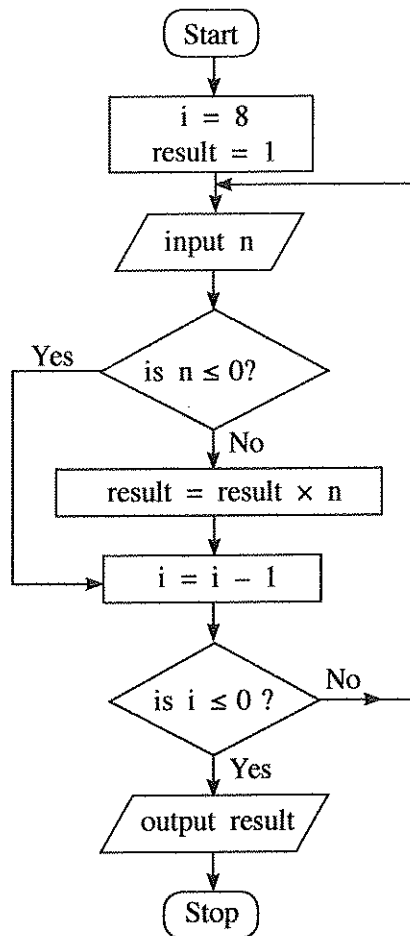 Start
i = 8
result = 1
input n
is n ≤ 0?
Yes
No
result = result × n
i = i − 1
is i ≤ 0 ?
No
Yes
output result
Stop